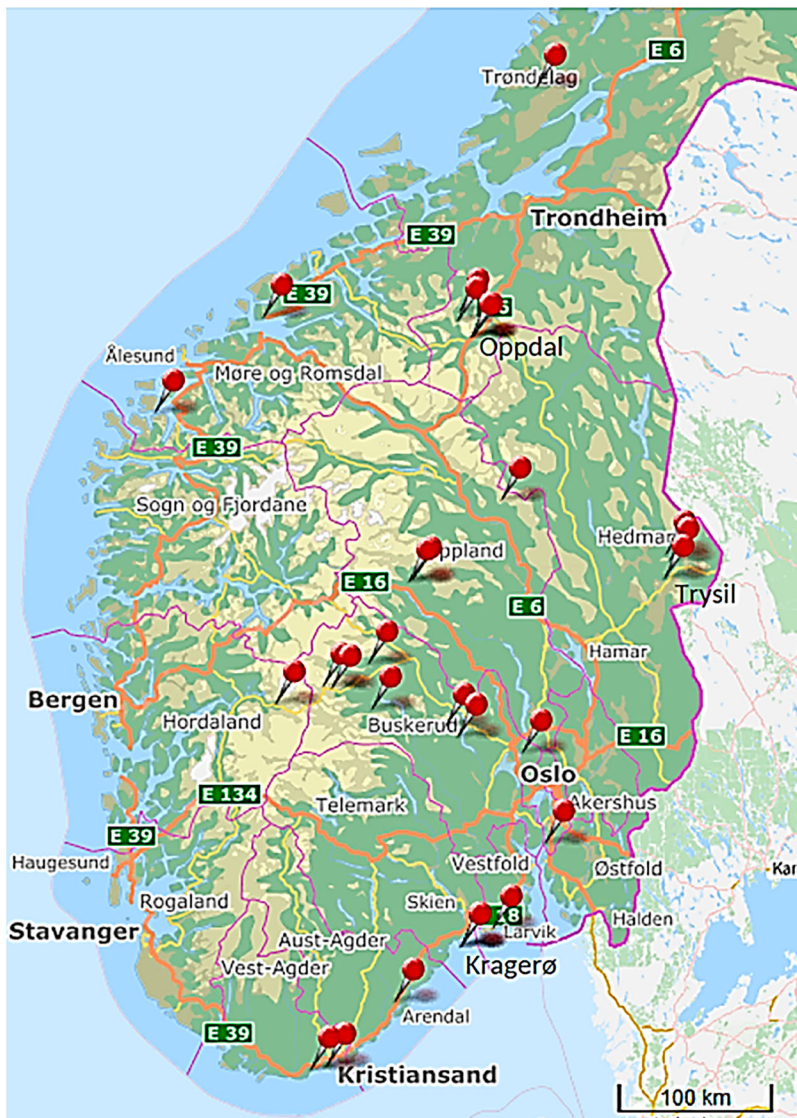 E 6
Trøndelag
Trondheim
E 39
E 39
Oppdal
Ålesund
Møre og Romsdal
E 39
Sogn og Fjordane
Hedmar
Trysil
E 16
E 6
Hamar
Bergen
Hordaland
Buskerud
E 16
Oslo
E 134
Telemark
Akershus
E 39
Haugesund
Vestfold
Østfold
Rogaland
Skien
Larvik
Halden
Stavanger
Aust-Agder
Kragerø
Vest-Agder
Arendal
E 39
Kristiansand
100 km